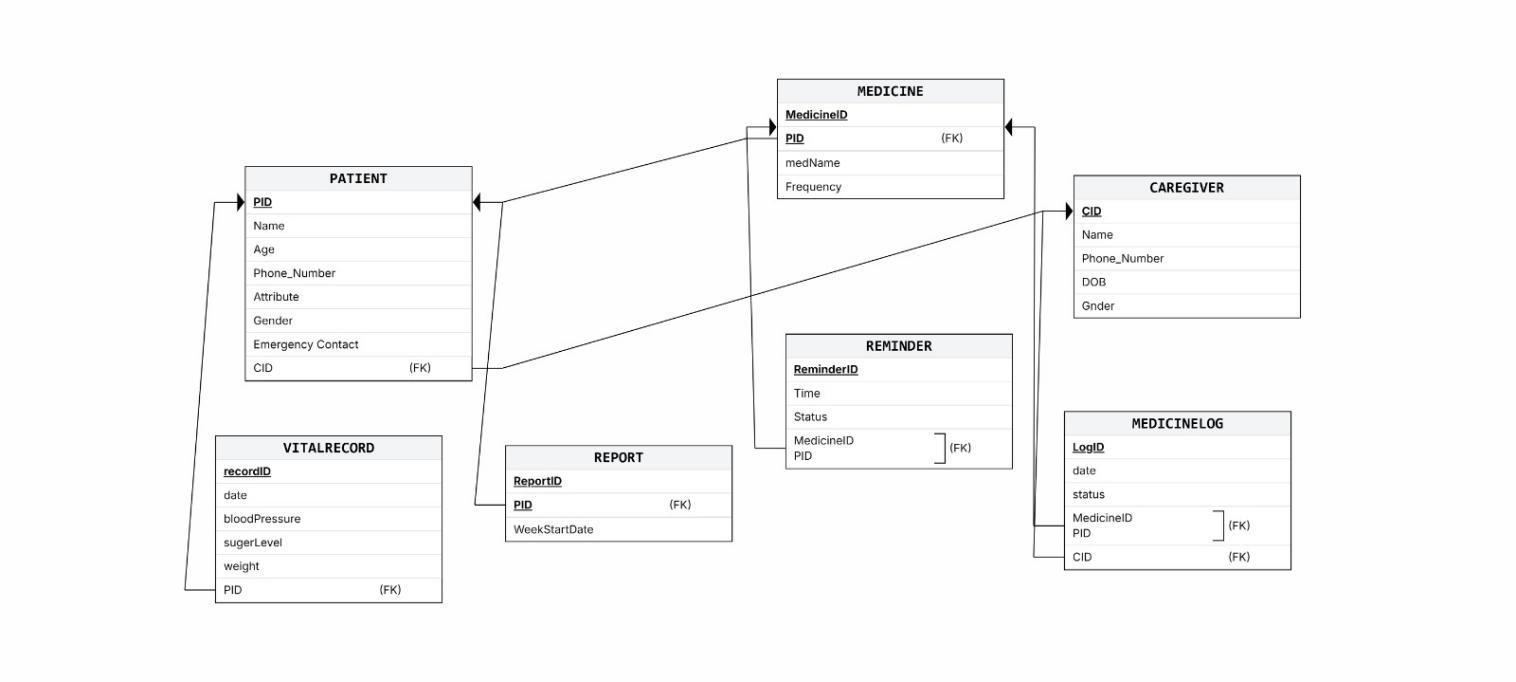 MEDICINE
MedicineID
PID (FK)
medName
Frequency
PATIENT
PID
Name
Age
Phone_Number
Attribute
Gender
Emergency Contact
CID (FK)
CAREGIVER
CID
Name
Phone_Number
DOB
Gnder
REMINDER
ReminderID
Time
Status
MedicineID
PID
(FK)
MEDICINELOG
LogID
date
status
MedicineID
PID
(FK)
CID (FK)
VITALRECORD
recordID
date
bloodPressure
sugerLevel
weight
PID (FK)
REPORT
ReportID
PID (FK)
WeekStartDate